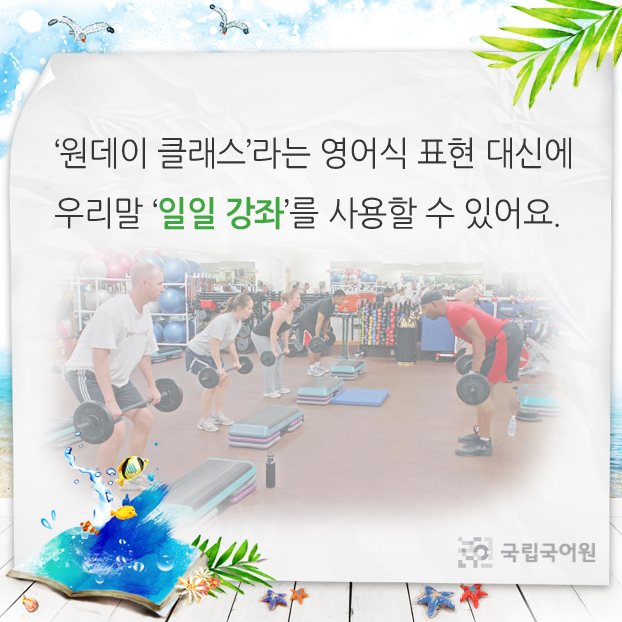 ‘원데이 클래스’라는 영어식 표현 대신에
우리말 ‘일일 강좌’를 사용할 수 있어요.
국립국어원